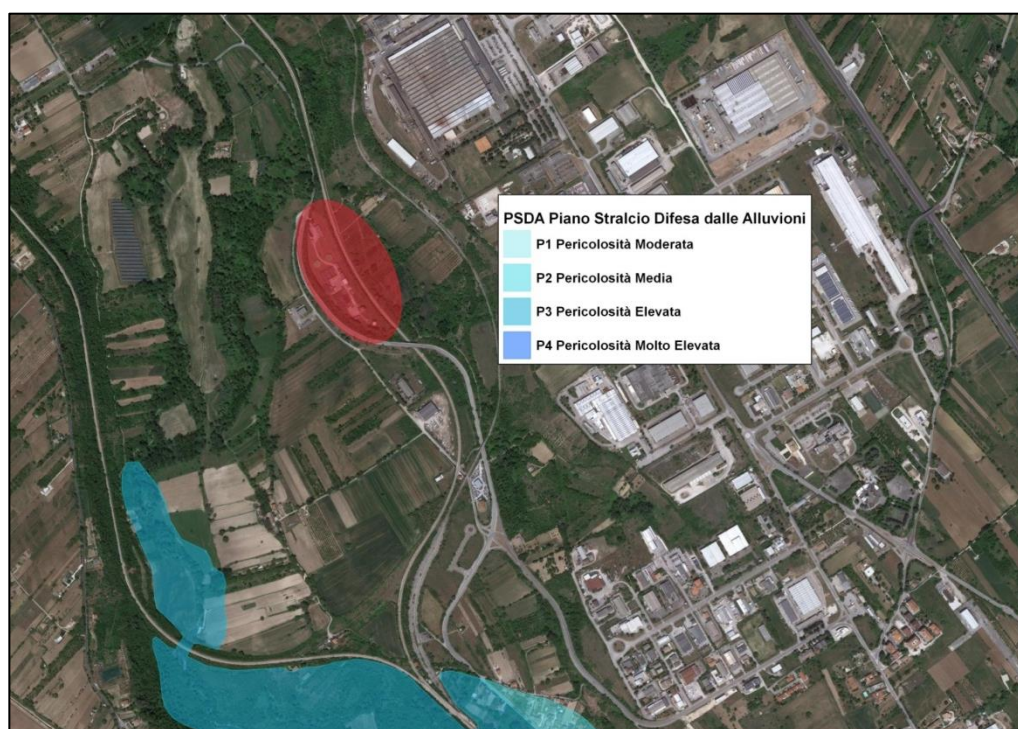 PSDA Piano Stralcio Difesa dalle Alluvioni
P1 Pericolosità Moderata
P2 Pericolosità Media
P3 Pericolosità Elevata
P4 Pericolosità Molto Elevata